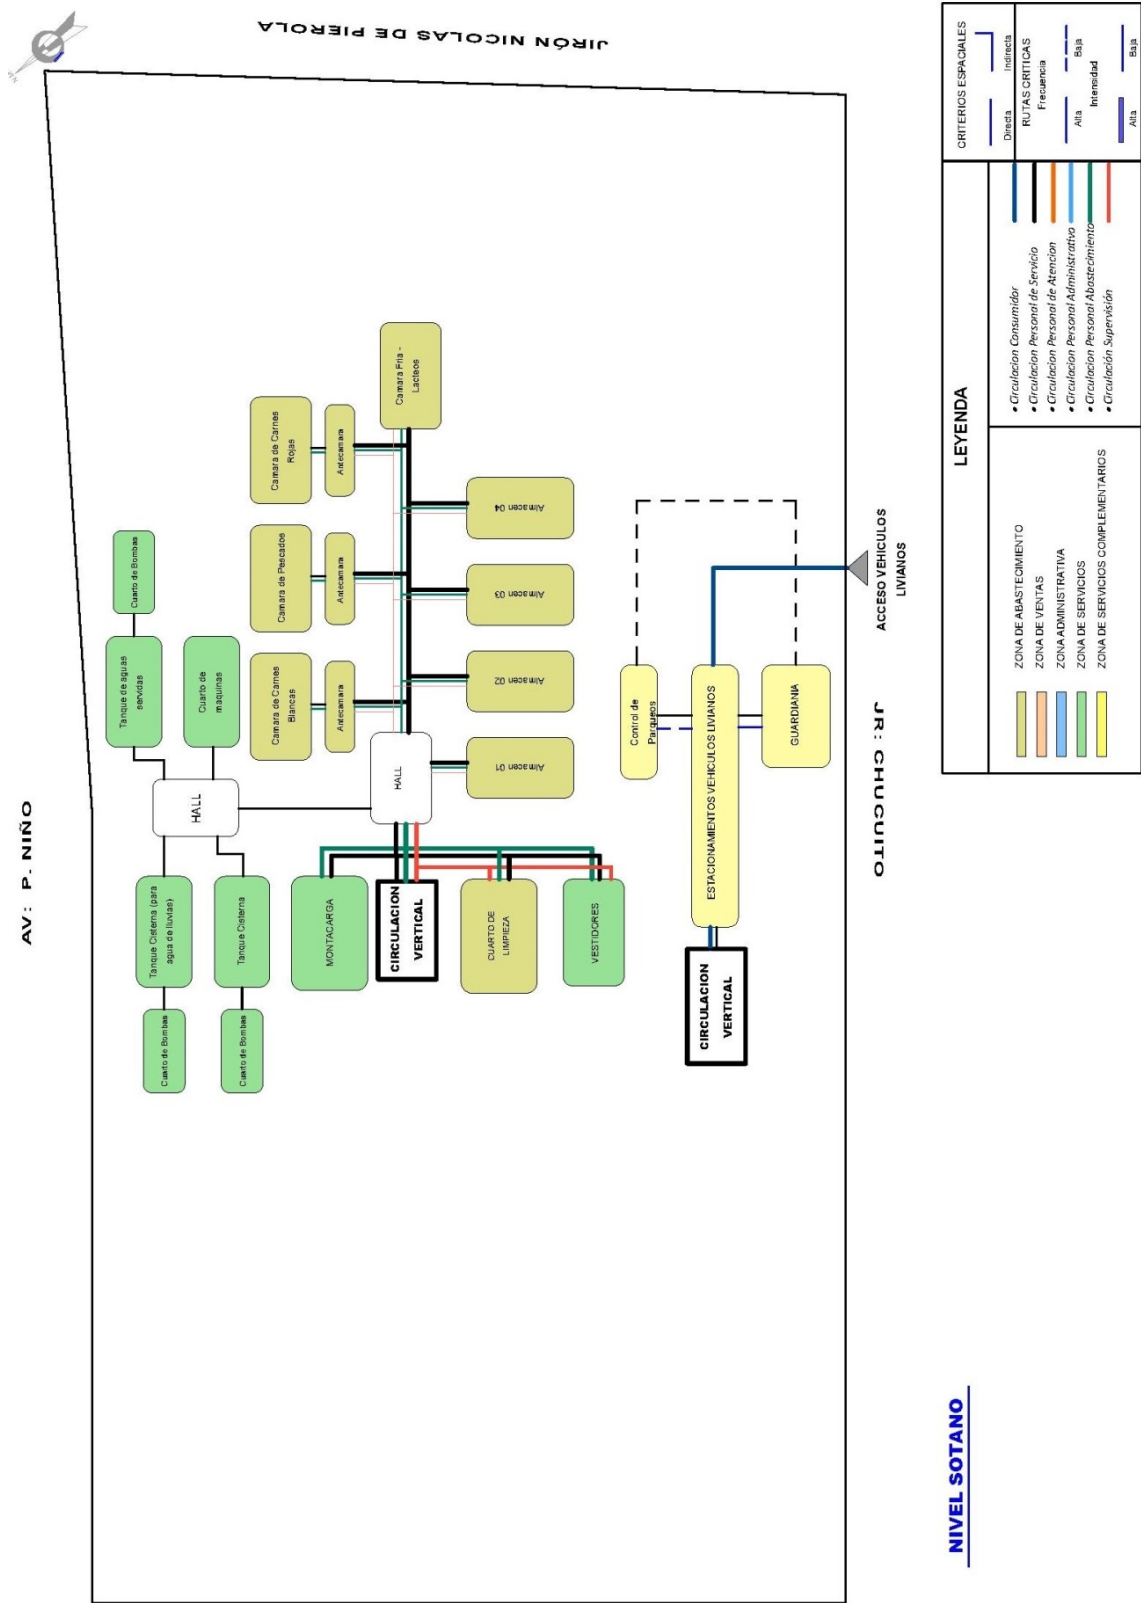 JIRÓN NICOLAS DE PIEROLA
AV: P. NIÑO
JR: CHUCUITO
ACCESO VEHICULOS
LIVIANOS
Cuarto de Bombas
Tanque de aguas
servidas
Cuarto de
maquinas
HALL
Tanque Cisterna (para
agua de lluvias)
Tanque Cisterna
Cuarto de Bombas
Cuarto de Bombas
Camara de Carnes
Rojas
Antecamara
Camara de Pescados
Antecamara
Camara de Carnes
Blancas
Antecamara
Camara Fria -
Lacteos
Almacen 04
Almacen 03
Almacen 02
Almacen 01
HALL
MONTACARGA
CIRCULACION
VERTICAL
CUARTO DE
LIMPIEZA
VESTIDORES
Control de
Parqueos
ESTACIONAMIENTOS VEHICULOS LIVIANOS
GUARDIANIA
CIRCULACION
VERTICAL
NIVEL SOTANO
LEYENDA
ZONA DE ABASTECIMIENTO
ZONA DE VENTAS
ZONA ADMINISTRATIVA
ZONA DE SERVICIOS
ZONA DE SERVICIOS COMPLEMENTARIOS
• Circulacion Consumidor
• Circulacion Personal de Servicio
• Circulacion Personal de Atencion
• Circulacion Personal Administrativo
• Circulacion Personal Abastecimiento
• Circulación Supervisión
CRITERIOS ESPACIALES
Directa Indirecta
RUTAS CRITICAS
Frecuencia
Alta Baja
Intensidad
Alta Baja